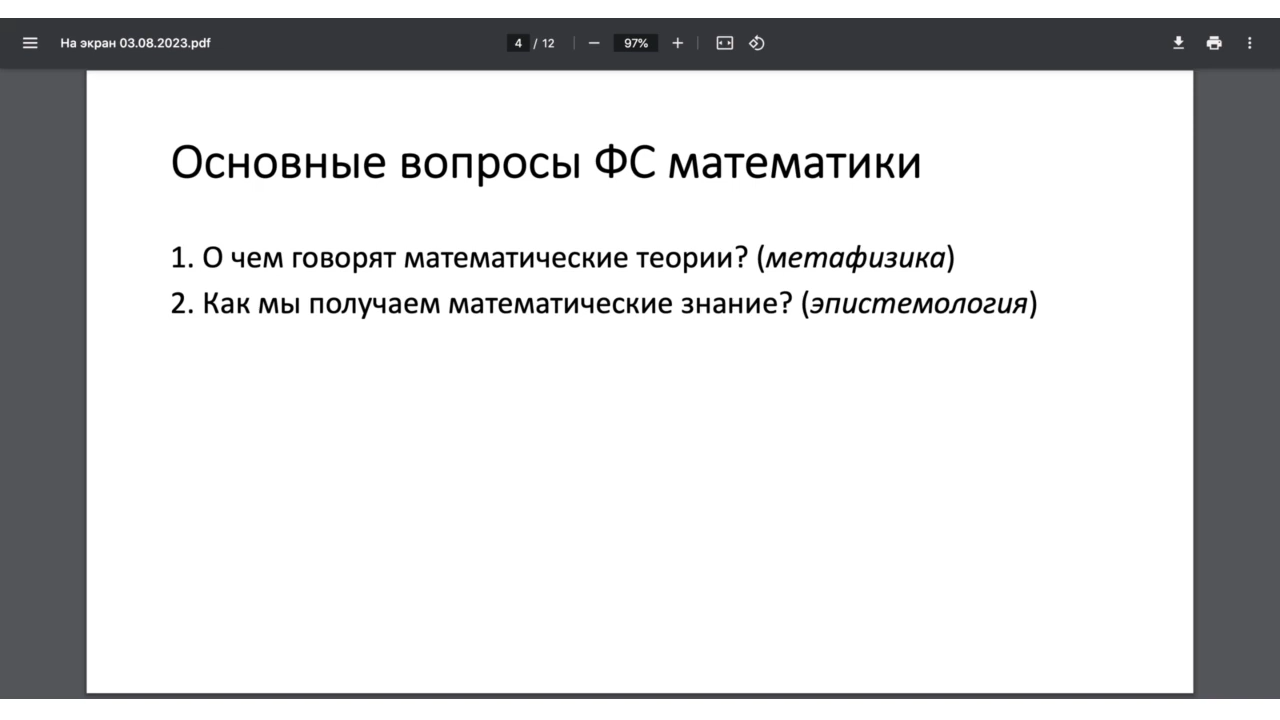 На экран 03.08.2023.pdf
4 / 12
97%
Основные вопросы ФС математики
1. О чем говорят математические теории? (метафизика)
2. Как мы получаем математические знание? (эпистемология)